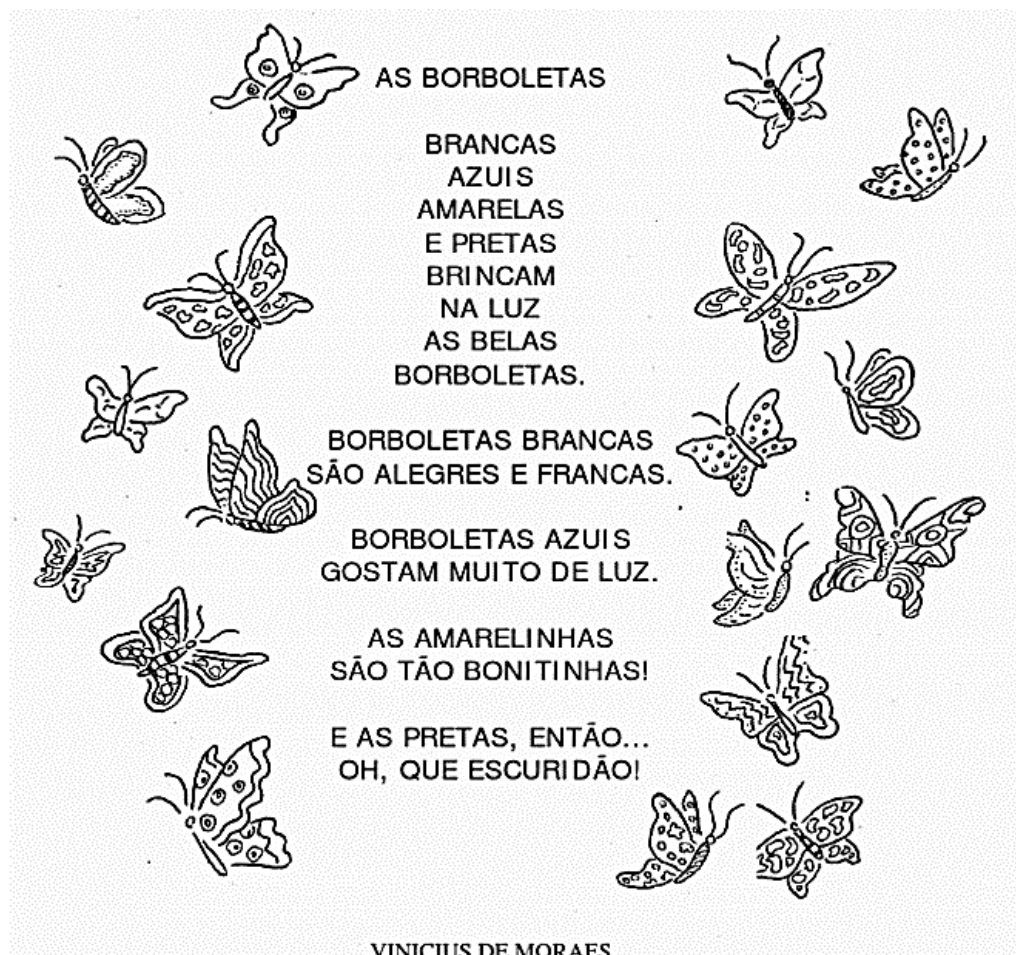 AS BORBOLETAS
BRANCAS
AZUIS
AMARELAS
E PRETAS
BRINCAM
NA LUZ
AS BELAS
BORBOLETAS.
BORBOLETAS BRANCAS
SÃO ALEGRES E FRANCAS.
BORBOLETAS AZUIS
GOSTAM MUITO DE LUZ.
AS AMARELINHAS
SÃO TÃO BONITINHAS!
E AS PRETAS, ENTÃO...
OH, QUE ESCURIDÃO!
VINICIUS DE MORAES